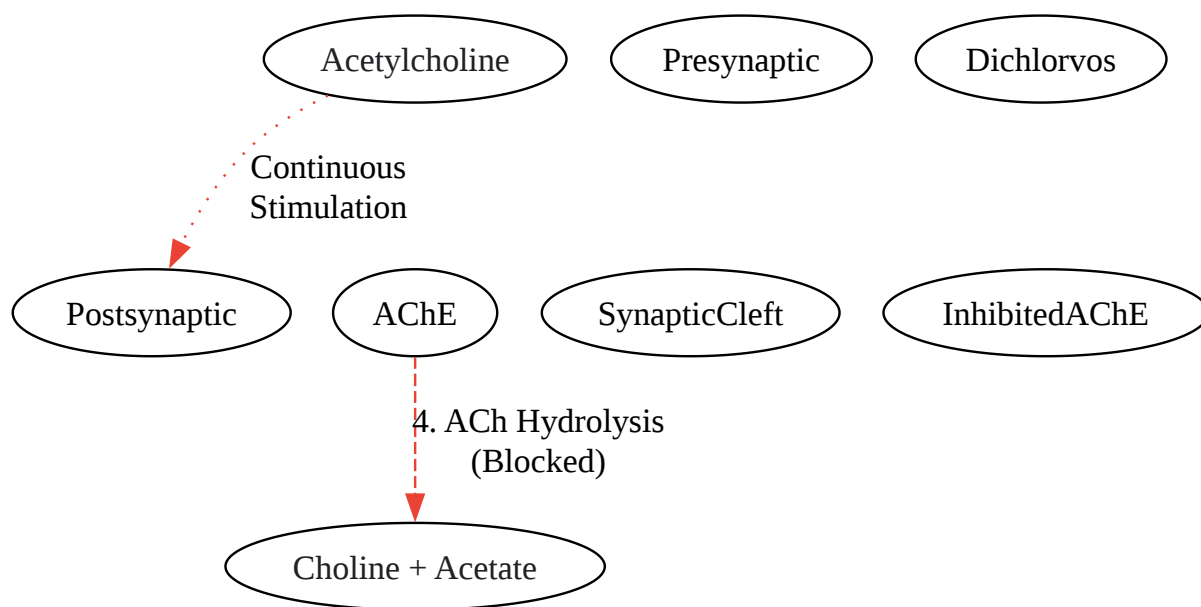 Acetylcholine
Presynaptic
Dichlorvos
Continuous
Stimulation
Postsynaptic
AChE
SynapticCleft
InhibitedAChE
4. ACh Hydrolysis
(Blocked)
Choline + Acetate